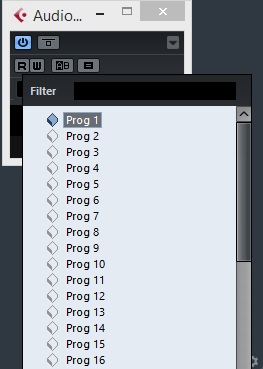 Audio...
R W AB
Filter
Prog 1
Prog 2
Prog 3
Prog 4
Prog 5
Prog 6
Prog 7
Prog 8
Prog 9
Prog 10
Prog 11
Prog 12
Prog 13
Prog 14
Prog 15
Prog 16